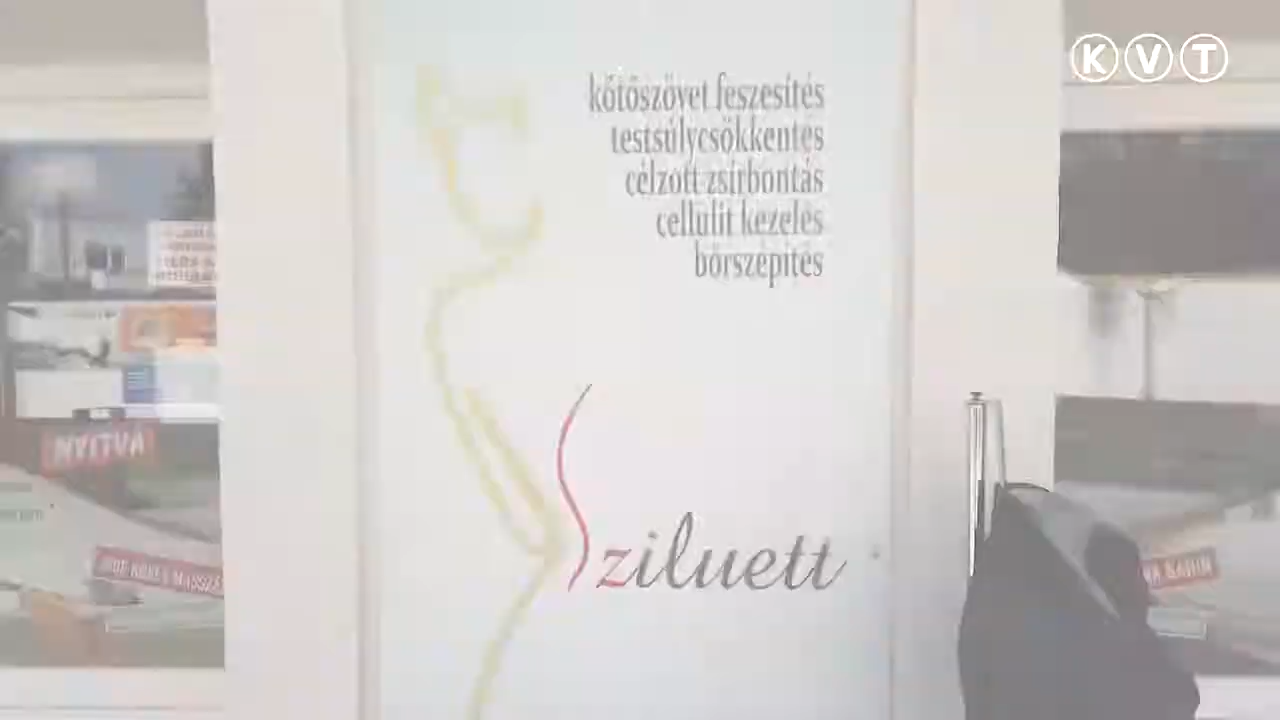 KVT
kötőszövet feszesítés
testsúlycsökkentés
célzott zsírbontás
cellulit kezelés
bőrszépítés
NYITVA
Sziluett